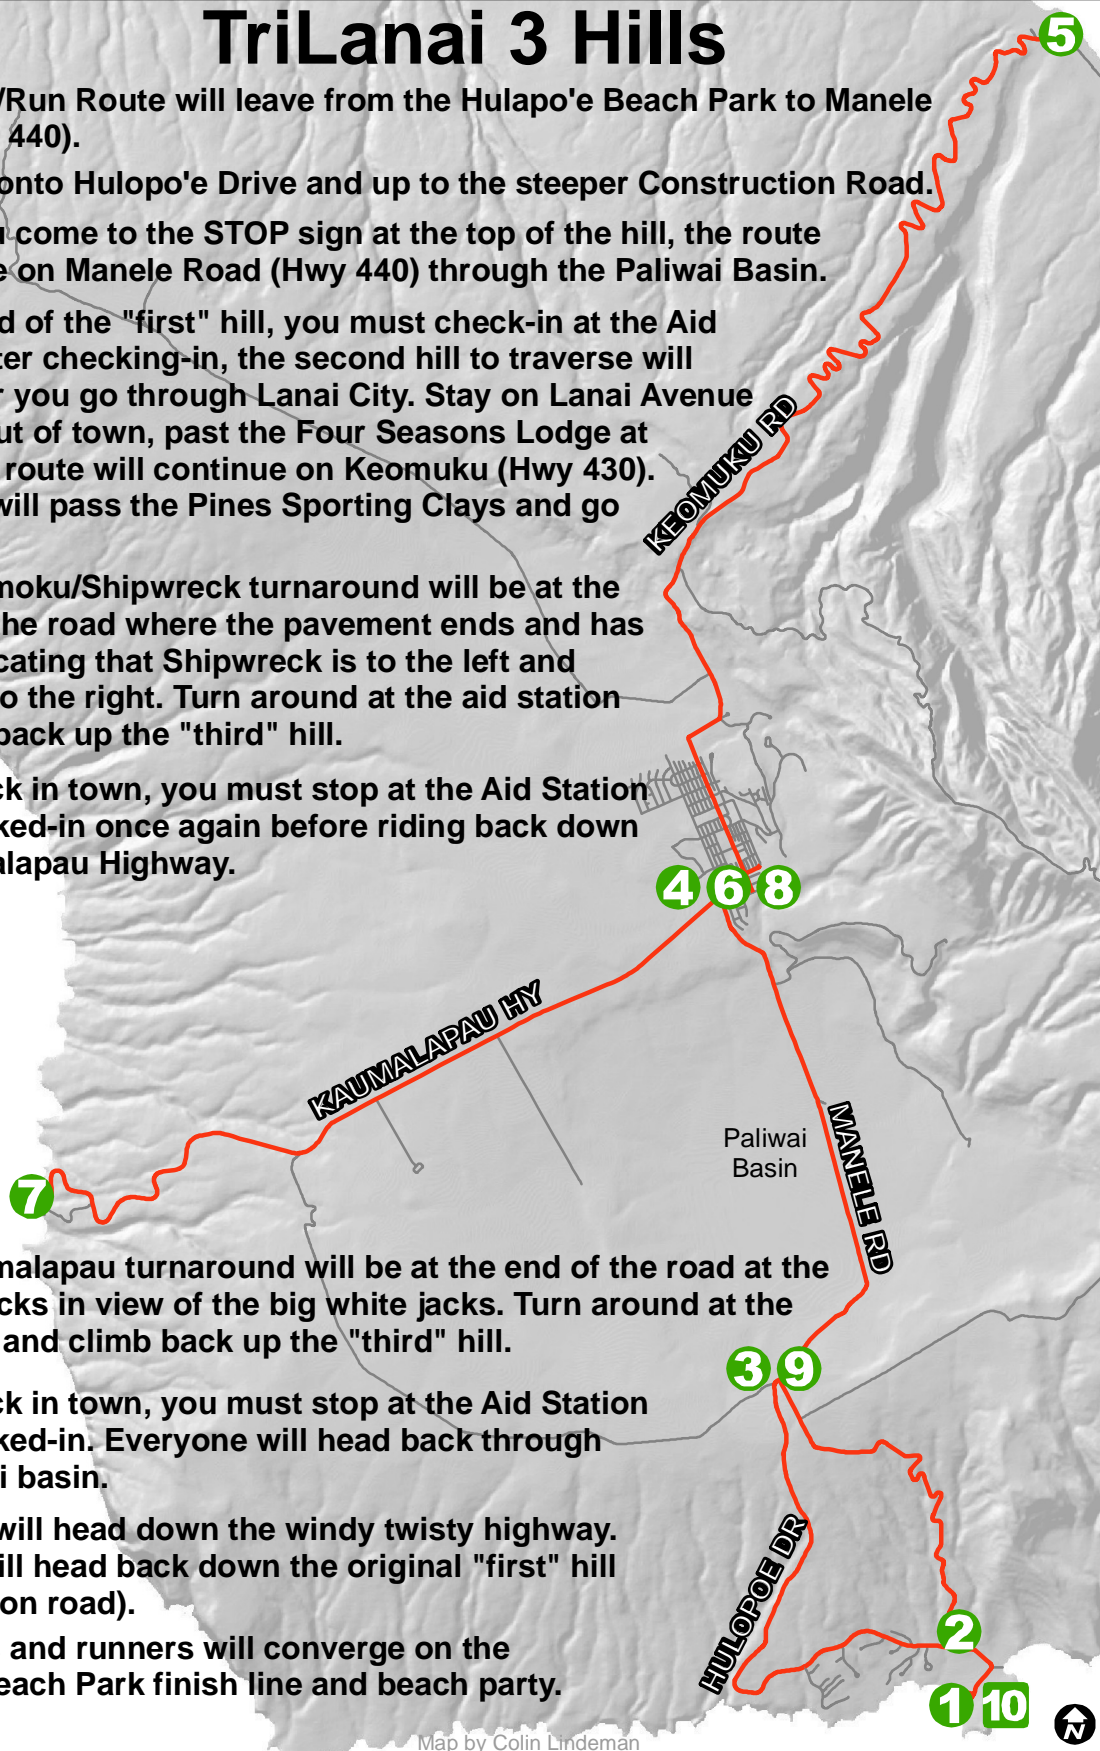 TriLanai 3 Hills
5
/Run Route will leave from the Hulapo'e Beach Park to Manele
440).
onto Hulopo'e Drive and up to the steeper Construction Road.
come to the STOP sign at the top of the hill, the route
e on Manele Road (Hwy 440) through the Paliwai Basin.
d of the "first" hill, you must check-in at the Aid
ter checking-in, the second hill to traverse will
r you go through Lanai City. Stay on Lanai Avenue
ut of town, past the Four Seasons Lodge at
route will continue on Keomuku (Hwy 430).
will pass the Pines Sporting Clays and go
KEOMUKU RD
moku/Shipwreck turnaround will be at the
he road where the pavement ends and has
cating that Shipwreck is to the left and
o the right. Turn around at the aid station
back up the "third" hill.
ck in town, you must stop at the Aid Station
ked-in once again before riding back down
alapau Highway.
4 6 8
KAUMALAPAU HY
Paliwai
Basin
MANELE RD
7
malapau turnaround will be at the end of the road at the
cks in view of the big white jacks. Turn around at the
and climb back up the "third" hill.
3 9
ck in town, you must stop at the Aid Station
ked-in. Everyone will head back through
i basin.
will head down the windy twisty highway.
ill head back down the original "first" hill
on road).
HULOPOE DR
2
and runners will converge on the
each Park finish line and beach party.
1 10
N
Map by Colin Lindeman